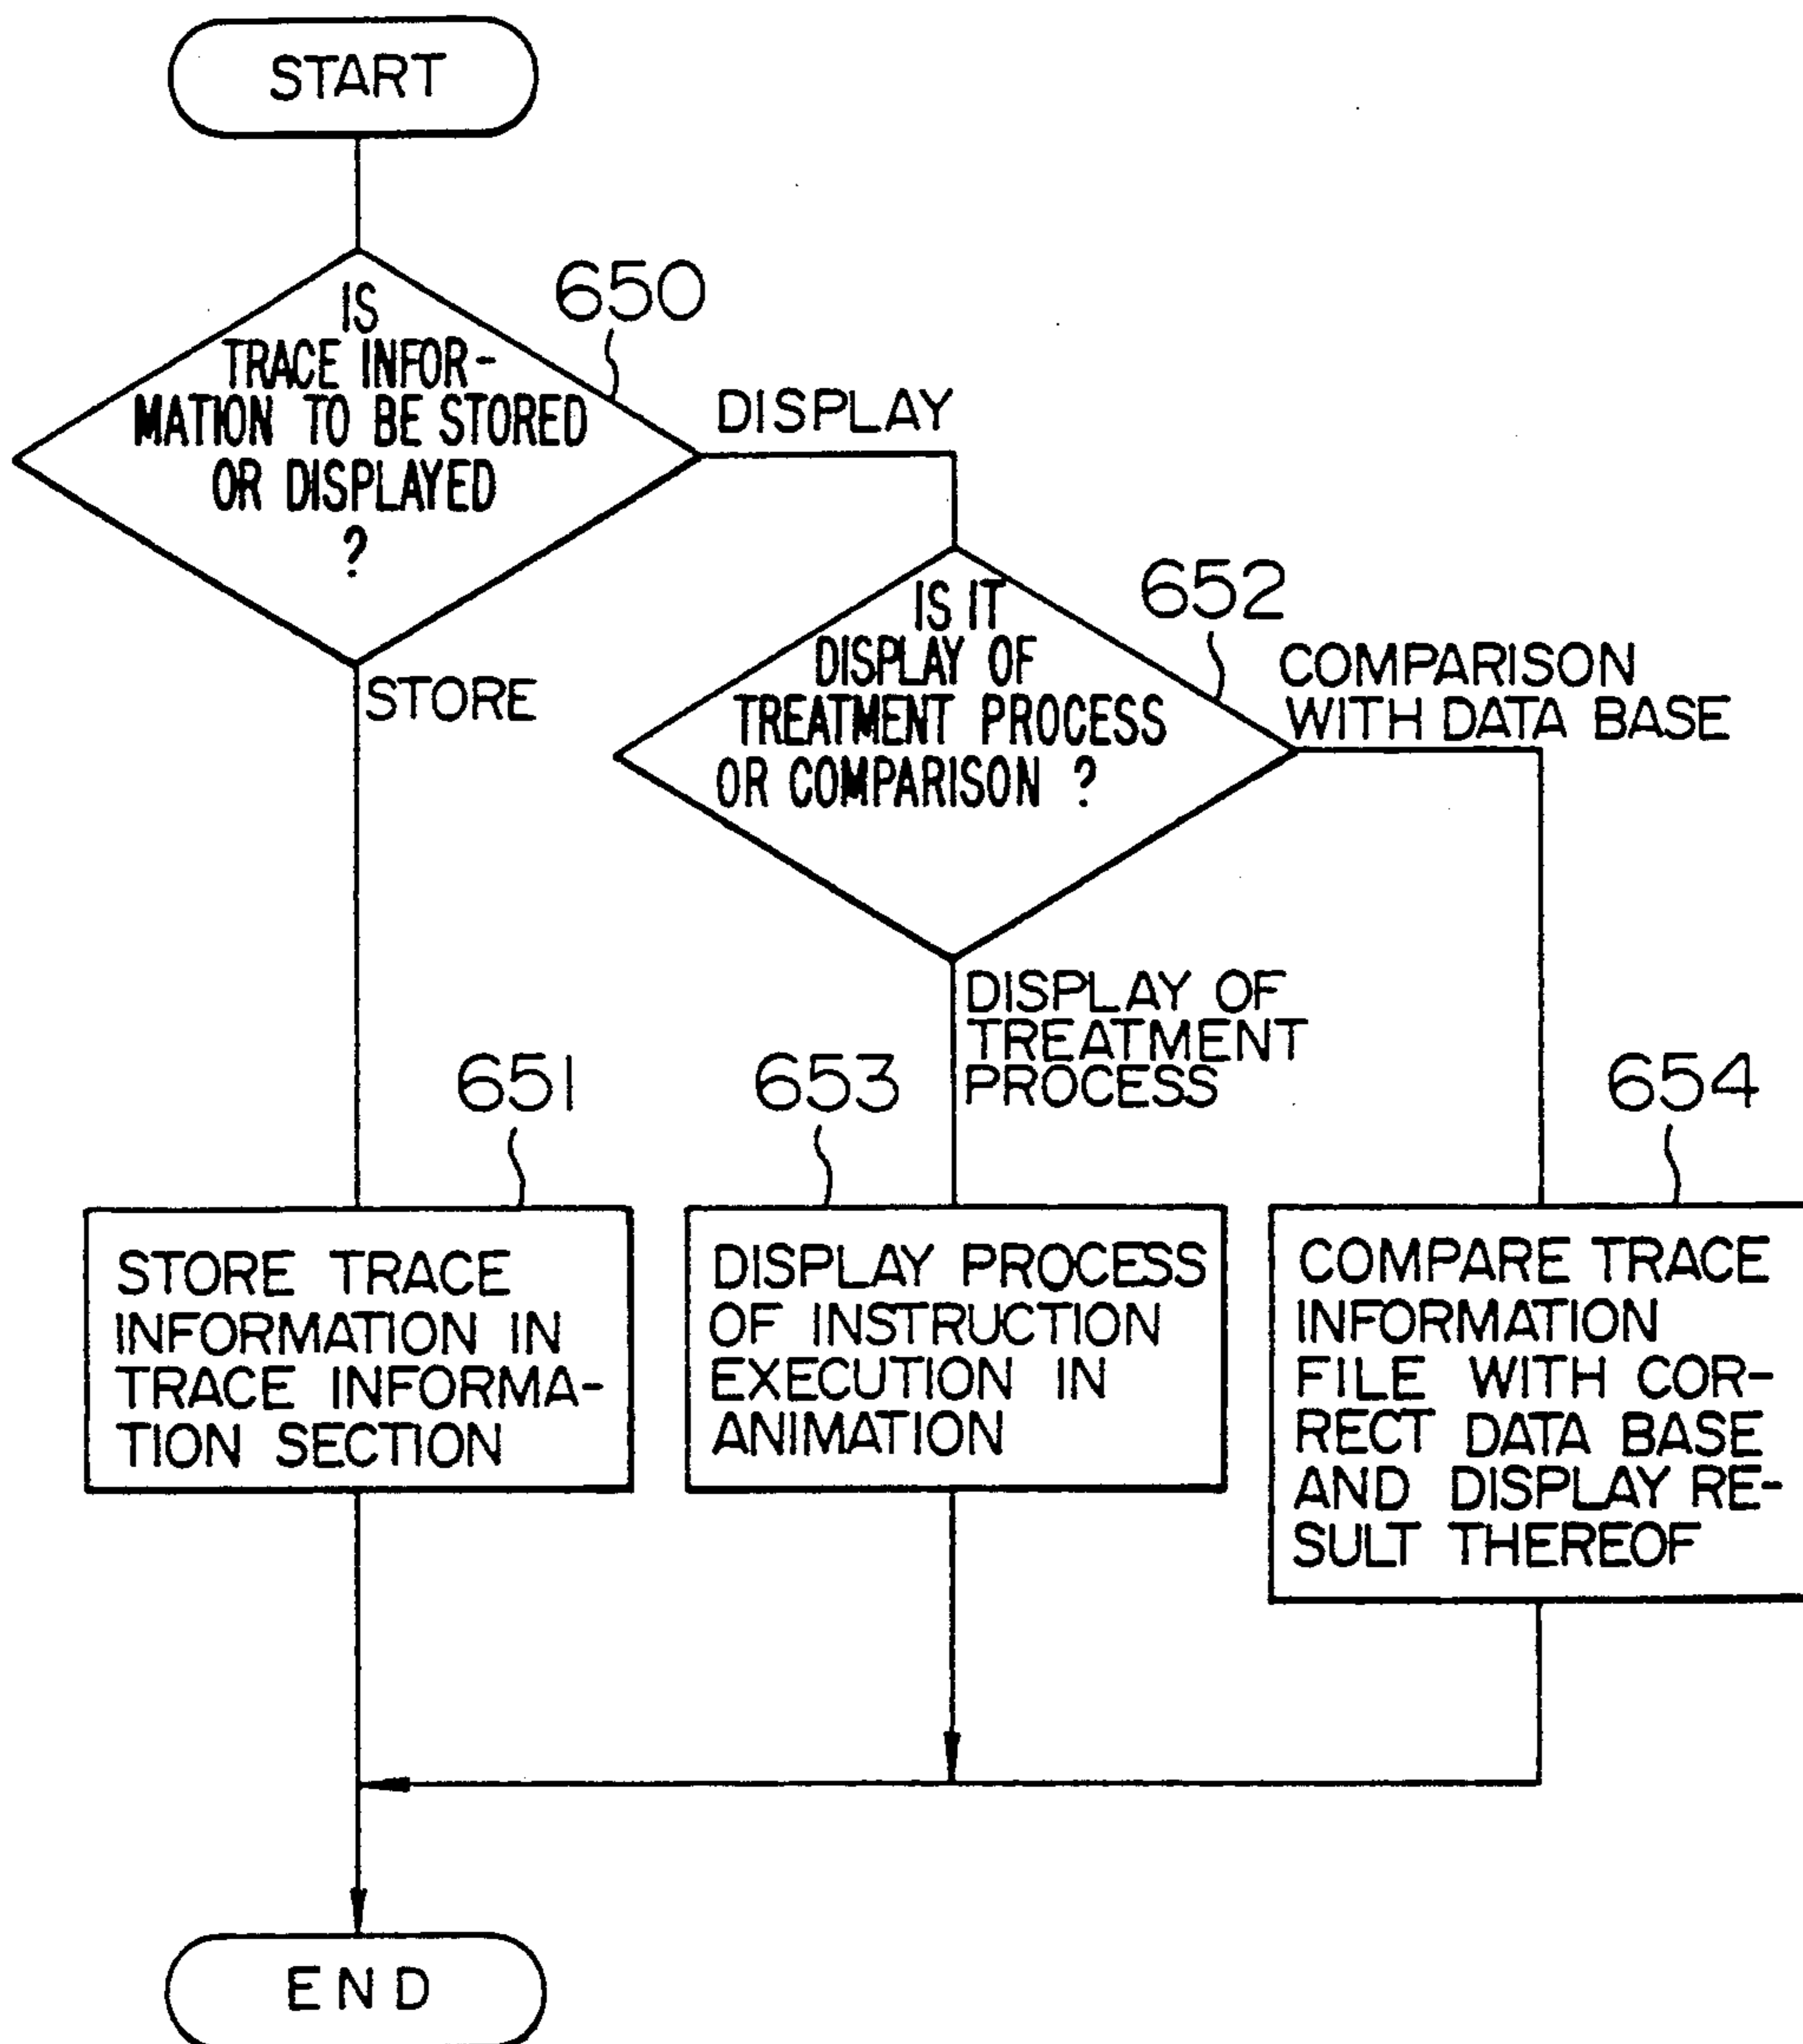 START
650
IS
TRACE INFOR-
MATION TO BE STORED
OR DISPLAYED
?
DISPLAY
STORE
652
IS IT
DISPLAY OF
TREATMENT PROCESS
OR COMPARISON ?
COMPARISON
WITH DATA BASE
DISPLAY OF
TREATMENT
PROCESS
651
STORE TRACE
INFORMATION IN
TRACE INFORMA-
TION SECTION
653
DISPLAY PROCESS
OF INSTRUCTION
EXECUTION IN
ANIMATION
654
COMPARE TRACE
INFORMATION
FILE WITH COR-
RECT DATA BASE
AND DISPLAY RE-
SULT THEREOF
END